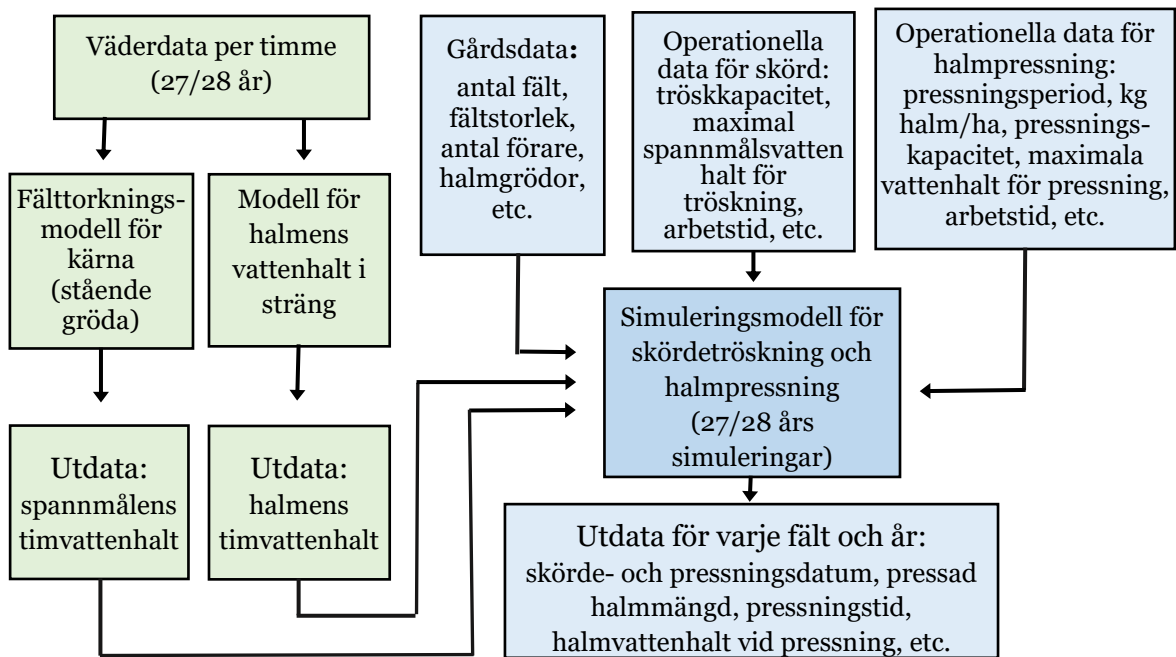 Väderdata per timme
(27/28 år)
Gårdsdata:
antal fält,
fältstorlek,
antal förare,
halmgrödor,
etc.
Operationella
data för skörd:
tröskkapacitet,
maximal
spannmålsvatten
halt för
tröskning,
arbetstid, etc.
Operationella data för
halmpressning:
pressningsperiod, kg
halm/ha, pressnings-
kapacitet, maximala
vattenhalt för pressning,
arbetstid, etc.
Fälttorknings-
modell för
kärna
(stående
gröda)
Modell för
halmens
vattenhalt i
sträng
Simuleringsmodell för
skördetröskning och
halmpressning
(27/28 års
simuleringar)
Utdata:
spannmålens
timvattenhalt
Utdata:
halmens
timvattenhalt
Utdata för varje fält och år:
skörde- och pressningsdatum, pressad
halmmängd, pressningstid,
halmvattenhalt vid pressning, etc.